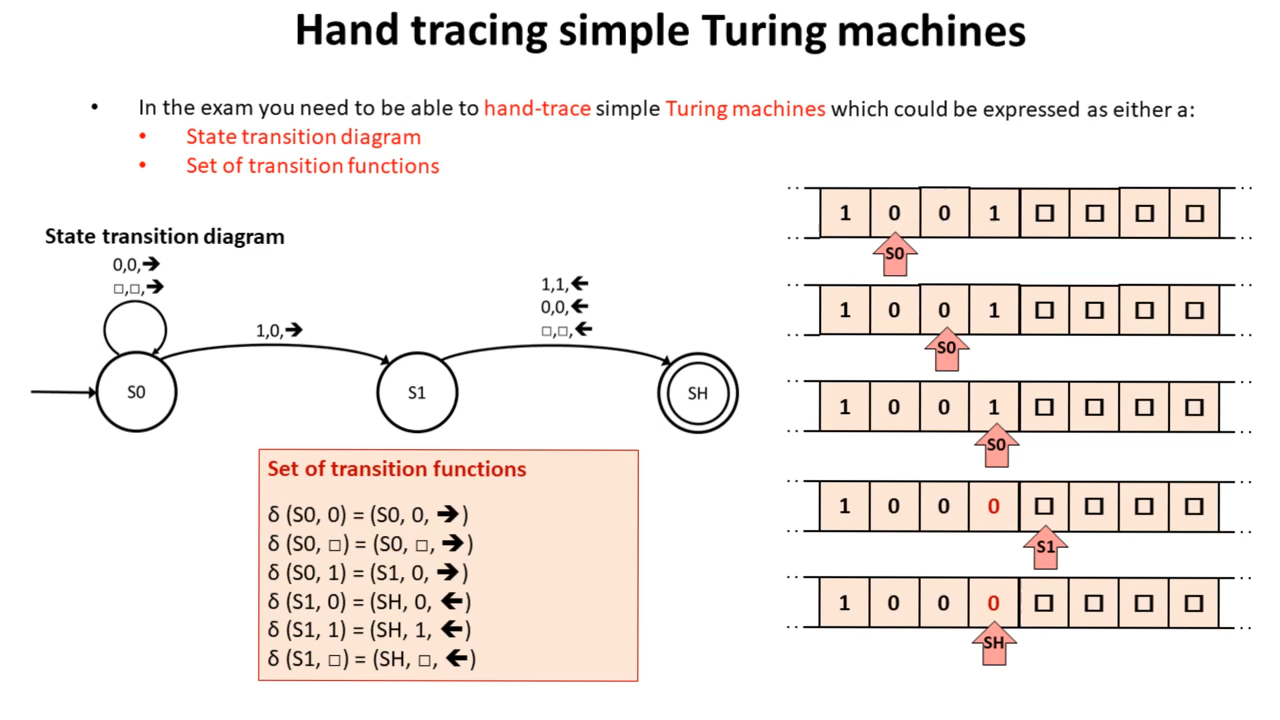 Hand tracing simple Turing machines
• In the exam you need to be able to hand-trace simple Turing machines which could be expressed as either a:
• State transition diagram
• Set of transition functions
State transition diagram
0,0,→
□,□,→
1,0,→
1,1,←
0,0,←
□,□,←
S0
S1
SH
Set of transition functions
δ (S0, 0) = (S0, 0, →)
δ (S0, □) = (S0, □, →)
δ (S0, 1) = (S1, 0, →)
δ (S1, 0) = (SH, 0, ←)
δ (S1, 1) = (SH, 1, ←)
δ (S1, □) = (SH, □, ←)
1 0 0 1 □ □ □ □
S0
1 0 0 1 □ □ □ □
S0
1 0 0 1 □ □ □ □
S0
1 0 0 0 □ □ □ □
S1
1 0 0 0 □ □ □ □
SH